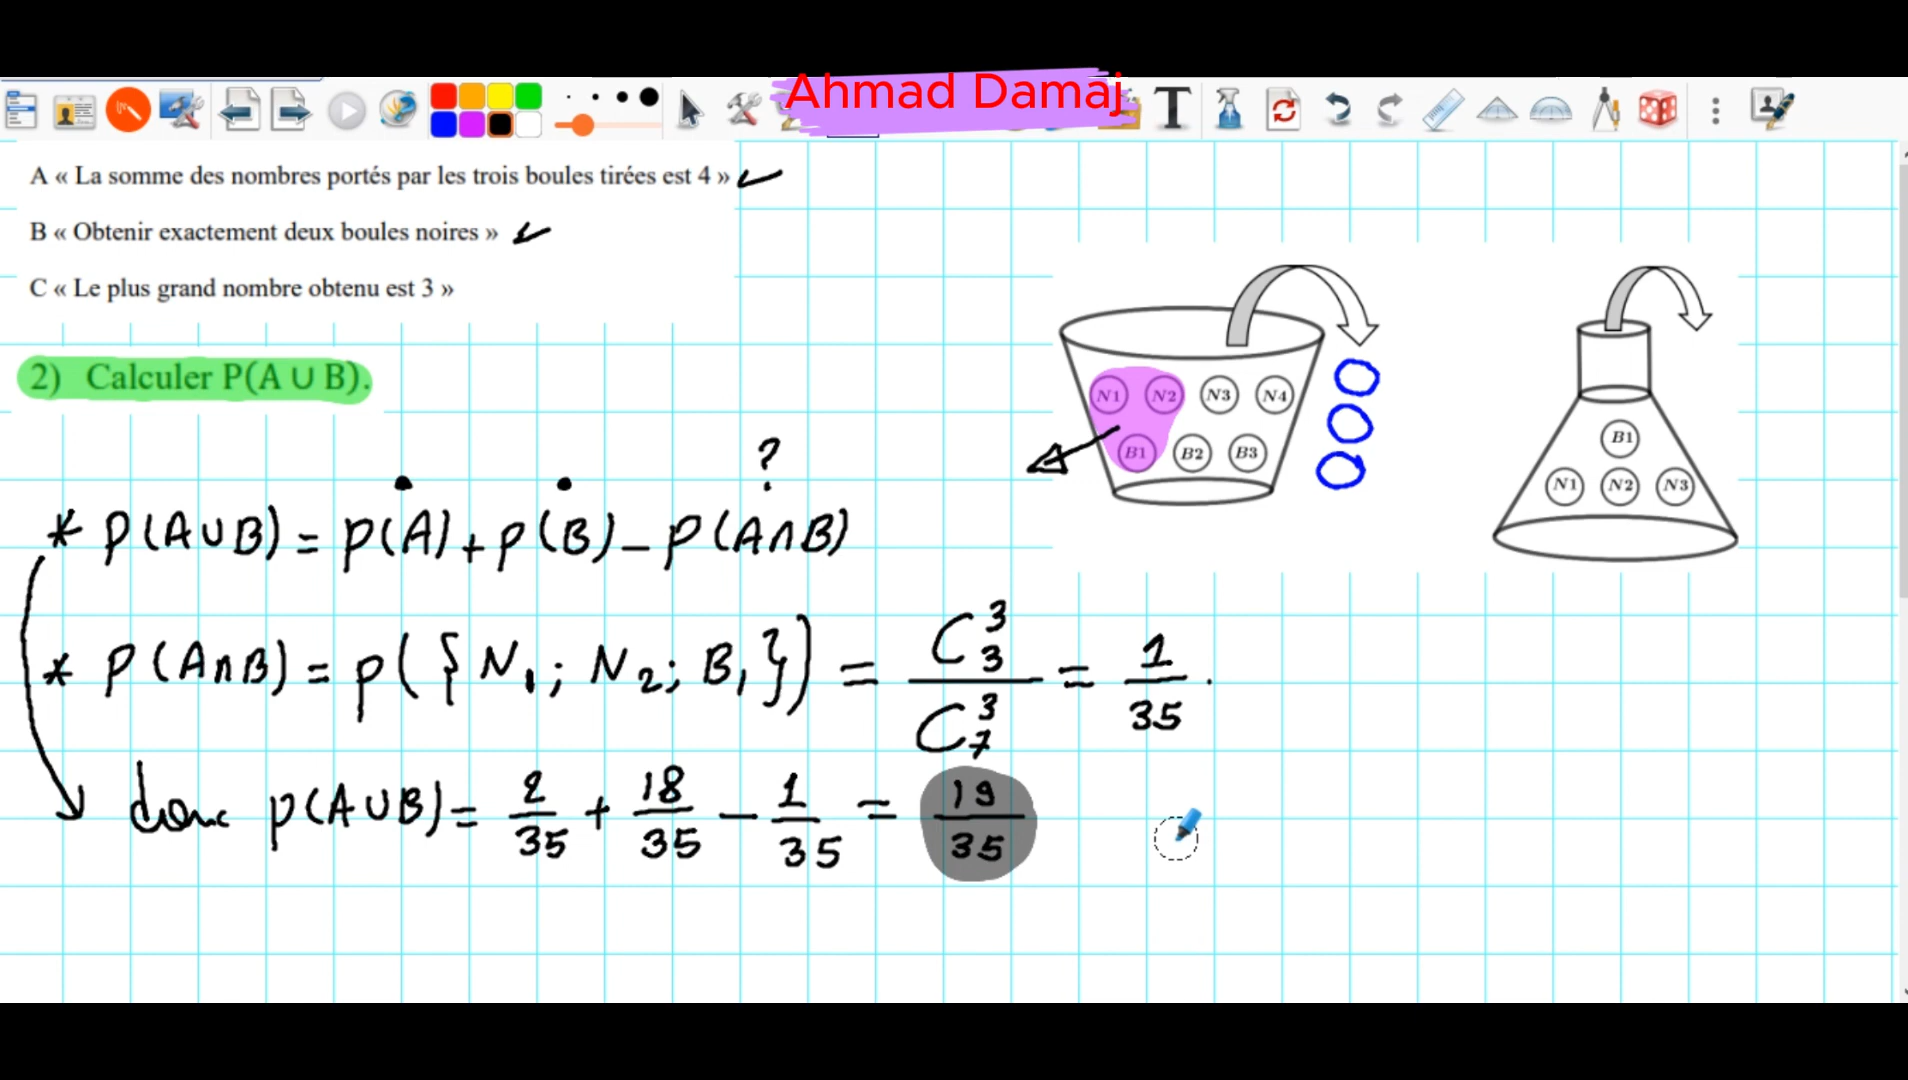 Ahmad Damaj
A « La somme des nombres portés par les trois boules tirées est 4 »
B « Obtenir exactement deux boules noires »
C « Le plus grand nombre obtenu est 3 »
2) Calculer P(A ∪ B).
N1 N2 N3 N4
B1 B2 B3
B1
N1 N2 N3
?
* P(A∪B) = p(A) + p(B) − p(A∩B)
* P(A∩B) = p({N₁; N₂; B₁}) = C₃³/C₇³ = 1/35.
donc p(A∪B) = 2/35 + 18/35 − 1/35 = 19/35